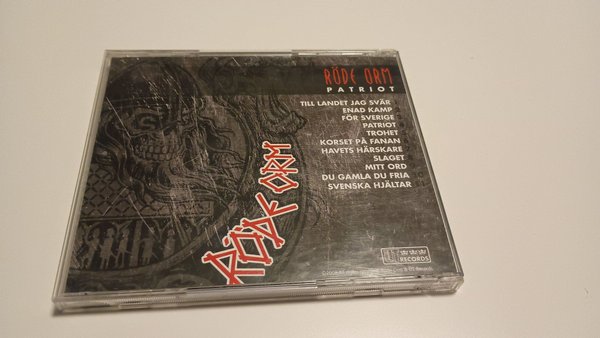 RÖDE ORM
PATRIOT
TILL LANDET JAG SVÄR
ENAD KAMP
FÖR SVERIGE
PATRIOT
TROHET
KORSET PÅ FANAN
HAVETS HÄRSKARE
SLAGET
MITT ORD
DU GAMLA DU FRIA
SVENSKA HJÄLTAR
RÖDE ORM
RECORDS